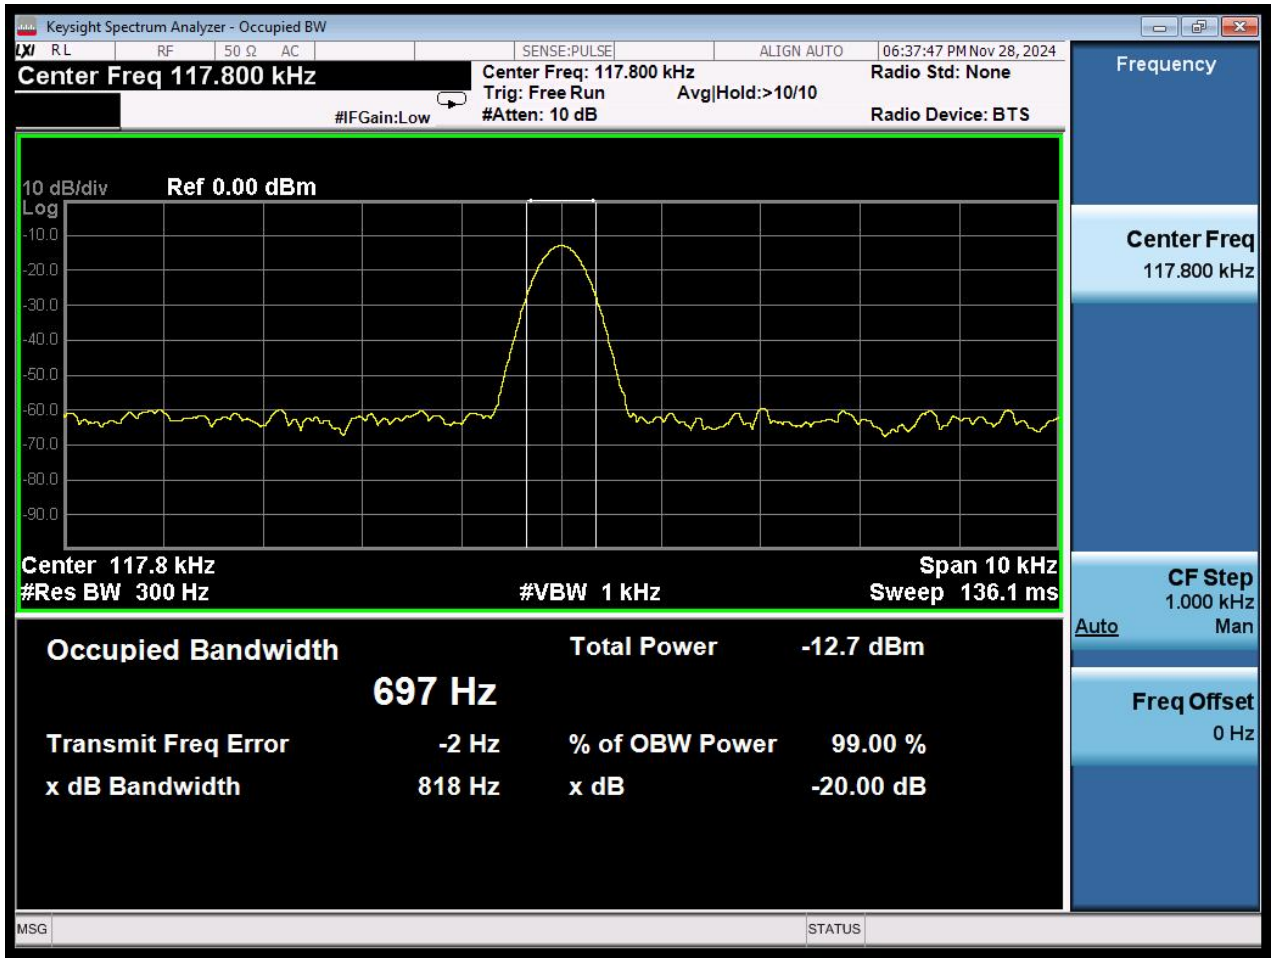 Keysight Spectrum Analyzer - Occupied BW
LXI RL RF 50 Ω AC SENSE:PULSE ALIGN AUTO 06:37:47 PM Nov 28, 2024
Center Freq 117.800 kHz
Center Freq: 117.800 kHz Radio Std: None
Trig: Free Run Avg|Hold:>10/10
#IFGain:Low #Atten: 10 dB Radio Device: BTS
10 dB/div Ref 0.00 dBm
Log
-10.0
-20.0
-30.0
-40.0
-50.0
-60.0
-70.0
-80.0
-90.0
Center 117.8 kHz Span 10 kHz
#Res BW 300 Hz #VBW 1 kHz Sweep 136.1 ms
Occupied Bandwidth Total Power -12.7 dBm
697 Hz
Transmit Freq Error -2 Hz % of OBW Power 99.00 %
x dB Bandwidth 818 Hz x dB -20.00 dB
Frequency
Center Freq
117.800 kHz
CF Step
1.000 kHz
Auto Man
Freq Offset
0 Hz
MSG STATUS